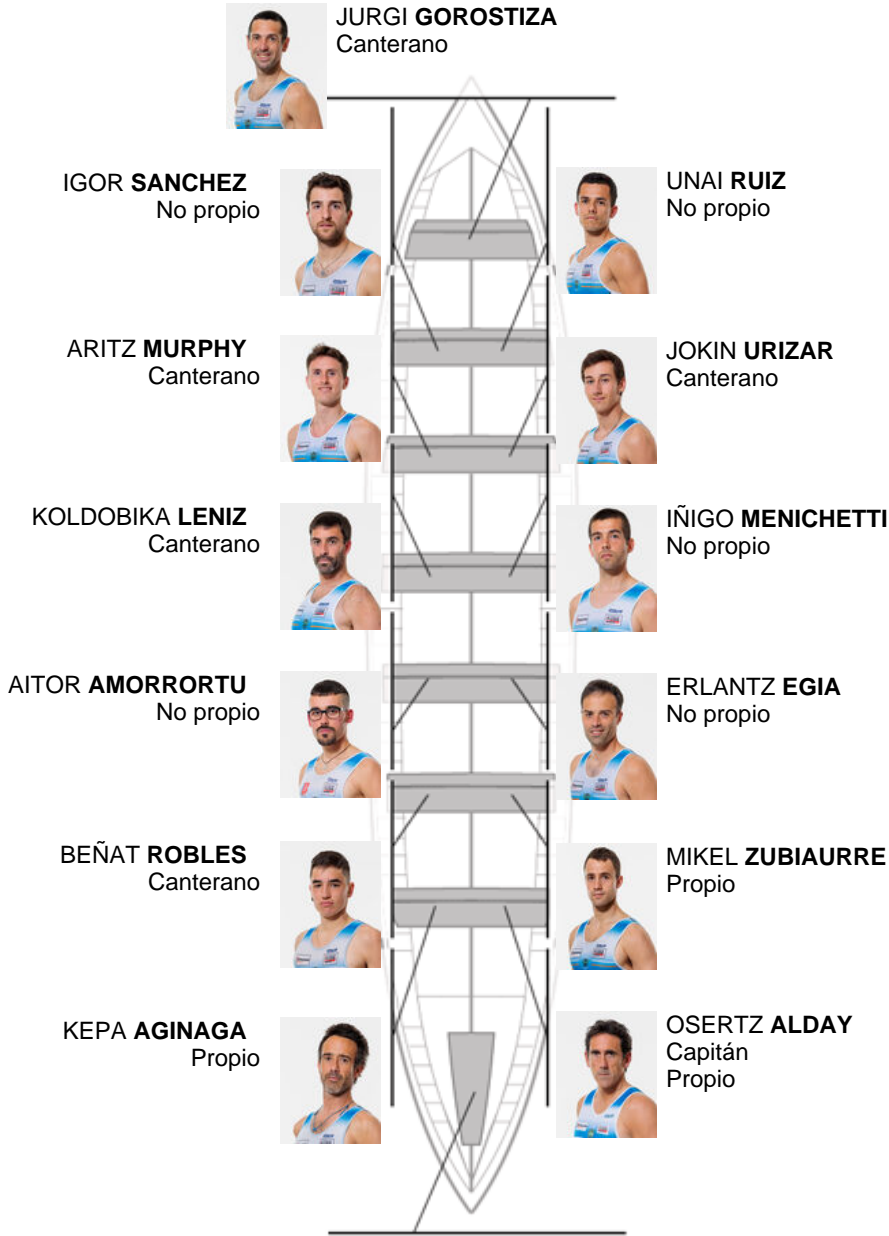 JURGI GOROSTIZA
Canterano
IGOR SANCHEZ
No propio
UNAI RUIZ
No propio
ARITZ MURPHY
Canterano
JOKIN URIZAR
Canterano
KOLDOBIKA LENIZ
Canterano
IÑIGO MENICHETTI
No propio
AITOR AMORRORTU
No propio
ERLANTZ EGIA
No propio
BEÑAT ROBLES
Canterano
MIKEL ZUBIAURRE
Propio
KEPA AGINAGA
Propio
OSERTZ ALDAY
Capitán
Propio